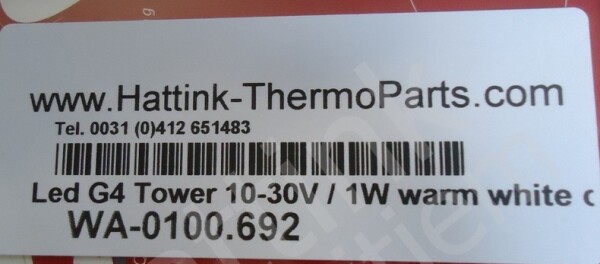 www.Hattink-ThermoParts.com
Tel. 0031 (0)412 651483
Led G4 Tower 10-30V / 1W warm white c
WA-0100.692